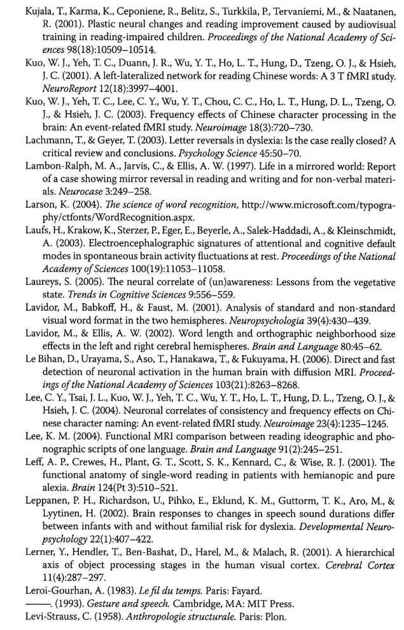 Kujala, T., Karma, K., Ceponiene, R., Belitz, S., Turkkila, P., Tervaniemi, M., & Naatanen,
R. (2001). Plastic neural changes and reading improvement caused by audiovisual
training in reading-impaired children. Proceedings of the National Academy of Sci-
ences 98(18):10509–10514.
Kuo, W. J., Yeh, T. C., Duann, J. R., Wu, Y. T., Ho, L. T., Hung, D., Tzeng, O. J., & Hsieh,
J. C. (2001). A left-lateralized network for reading Chinese words: A 3 T fMRI study.
NeuroReport 12(18):3997–4001.
Kuo, W. J., Yeh, T. C., Lee, C. Y., Wu, Y. T., Chou, C. C., Ho, L. T., Hung, D. L., Tzeng, O.
J., & Hsieh, J. C. (2003). Frequency effects of Chinese character processing in the
brain: An event-related fMRI study. Neuroimage 18(3):720–730.
Lachmann, T., & Geyer, T. (2003). Letter reversals in dyslexia: Is the case really closed? A
critical review and conclusions. Psychology Science 45:50–70.
Lambon-Ralph, M. A., Jarvis, C., & Ellis, A. W. (1997). Life in a mirrored world: Report
of a case showing mirror reversal in reading and writing and for non-verbal materi-
als. Neurocase 3:249–258.
Larson, K. (2004). The science of word recognition, http://www.microsoft.com/typogra-
phy/ctfonts/WordRecognition.aspx.
Laufs, H., Krakow, K., Sterzer, P., Eger, E., Beyerle, A., Salek-Haddadi, A., & Kleinschmidt,
A. (2003). Electroencephalographic signatures of attentional and cognitive default
modes in spontaneous brain activity fluctuations at rest. Proceedings of the National
Academy of Sciences 100(19):11053–11058.
Laureys, S. (2005). The neural correlate of (un)awareness: Lessons from the vegetative
state. Trends in Cognitive Sciences 9:556–559.
Lavidor, M., Babkoff, H., & Faust, M. (2001). Analysis of standard and non-standard
visual word format in the two hemispheres. Neuropsychologia 39(4):430–439.
Lavidor, M., & Ellis, A. W. (2002). Word length and orthographic neighborhood size
effects in the left and right cerebral hemispheres. Brain and Language 80:45–62.
Le Bihan, D., Urayama, S., Aso, T., Hanakawa, T., & Fukuyama, H. (2006). Direct and fast
detection of neuronal activation in the human brain with diffusion MRI. Proceed-
ings of the National Academy of Sciences 103(21):8263–8268.
Lee, C. Y., Tsai, J. L., Kuo, W. J., Yeh, T. C., Wu, Y. T., Ho, L. T., Hung, D. L., Tzeng, O. J., &
Hsieh, J. C. (2004). Neuronal correlates of consistency and frequency effects on Chi-
nese character naming: An event-related fMRI study. Neuroimage 23(4):1235–1245.
Lee, K. M. (2004). Functional MRI comparison between reading ideographic and pho-
nographic scripts of one language. Brain and Language 91(2):245–251.
Leff, A. P., Crewes, H., Plant, G. T., Scott, S. K., Kennard, C., & Wise, R. J. (2001). The
functional anatomy of single-word reading in patients with hemianopic and pure
alexia. Brain 124(Pt 3):510–521.
Leppanen, P. H., Richardson, U., Pihko, E., Eklund, K. M., Guttorm, T. K., Aro, M., &
Lyytinen, H. (2002). Brain responses to changes in speech sound durations differ
between infants with and without familial risk for dyslexia. Developmental Neuro-
psychology 22(1):407–422.
Lerner, Y., Hendler, T., Ben-Bashat, D., Harel, M., & Malach, R. (2001). A hierarchical
axis of object processing stages in the human visual cortex. Cerebral Cortex
11(4):287–297.
Leroi-Gourhan, A. (1983). Le fil du temps. Paris: Fayard.
———. (1993). Gesture and speech. Cambridge, MA: MIT Press.
Levi-Strauss, C. (1958). Anthropologie structurale. Paris: Plon.